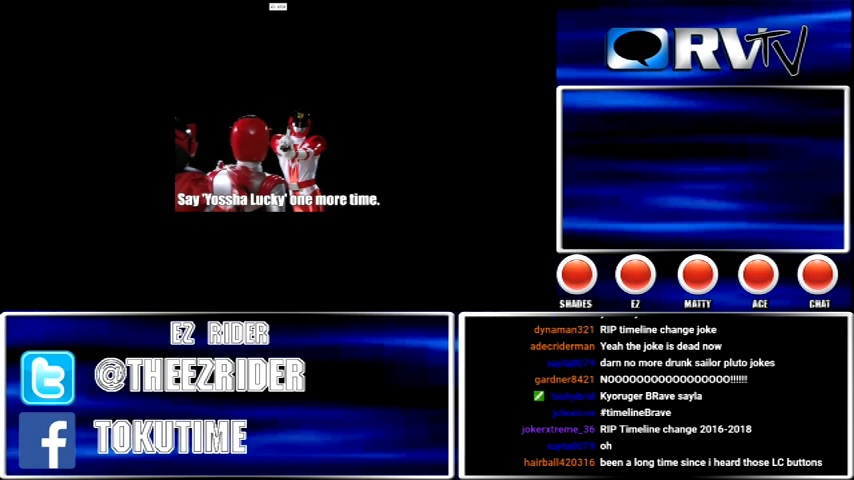 RVTV
Say 'Yossha Lucky' one more time.
SHADES EZ MATTY ACE CHAT
EZ RIDER
@THEEZRIDER
TOKUTIME
dynaman321 RIP timeline change joke
adecriderman Yeah the joke is dead now
darn no more drunk sailor pluto jokes
gardner8421 NOOOOOOOOOOOOOOOOO!!!!!!
Kyoruger BRave sayla
#timelineBrave
jokerxtreme_36 RIP Timeline change 2016-2018
oh
hairball420316 been a long time since i heard those LC buttons